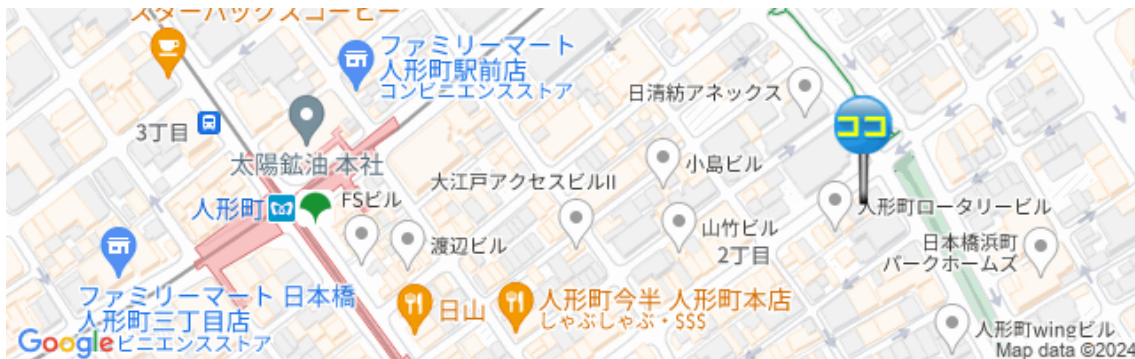 スターバックスコーヒー
ファミリーマート
人形町駅前店
コンビニエンスストア
日清紡アネックス
3丁目
ココ
太陽鉱油 本社
小島ビル
大江戸アクセスビルII
人形町
FSビル
人形町ロータリービル
山竹ビル
渡辺ビル
2丁目
日本橋浜町
パークホームズ
ファミリーマート 日本橋
人形町三丁目店
ビニエンスストア
日山
人形町今半 人形町本店
しゃぶしゃぶ・$$$
人形町wingビル
Google
Map data ©2024